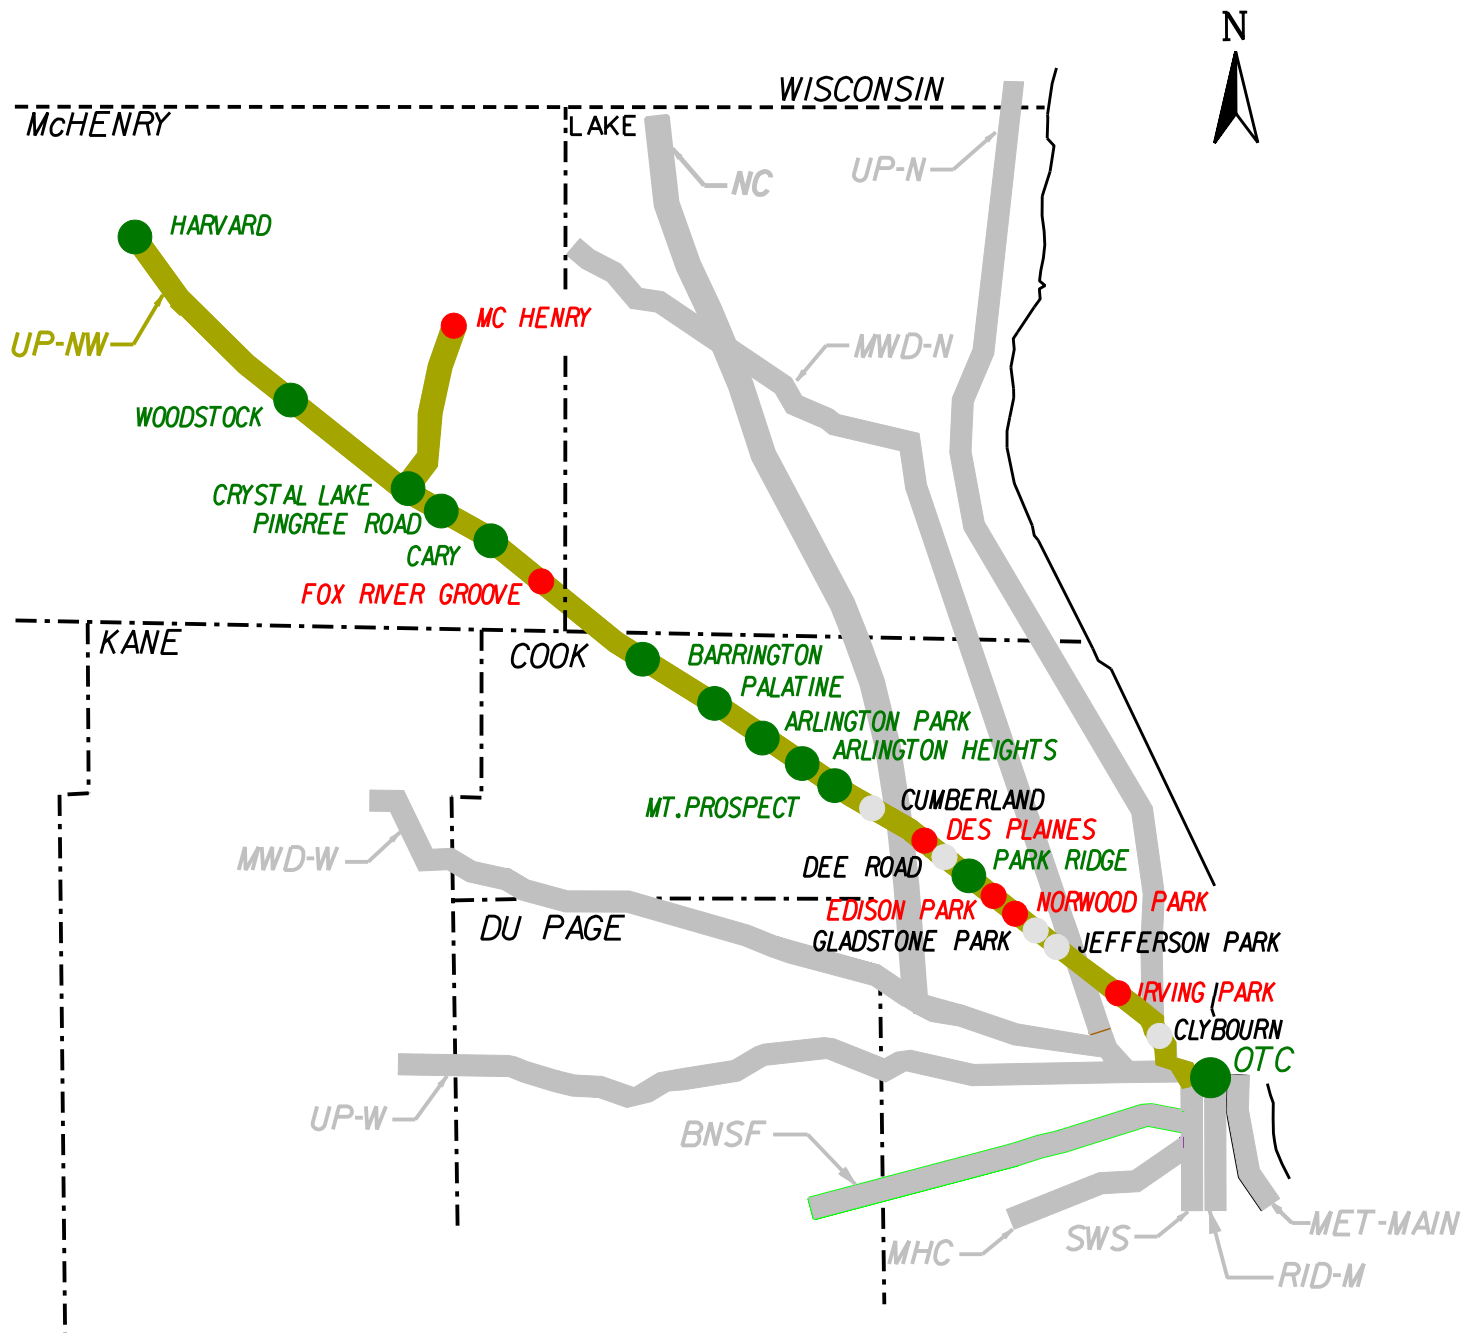 N
WISCONSIN
McHENRY
LAKE
UP-N
NC
HARVARD
MC HENRY
UP-NW
MWD-N
WOODSTOCK
CRYSTAL LAKE
PINGREE ROAD
CARY
FOX RIVER GROOVE
KANE
COOK
BARRINGTON
PALATINE
ARLINGTON PARK
ARLINGTON HEIGHTS
MT.PROSPECT
CUMBERLAND
DES PLAINES
MWD-W
DEE ROAD
PARK RIDGE
EDISON PARK
NORWOOD PARK
DU PAGE
GLADSTONE PARK
JEFFERSON PARK
IRVING PARK
CLYBOURN
OTC
UP-W
BNSF
MHC
SWS
MET-MAIN
RID-M